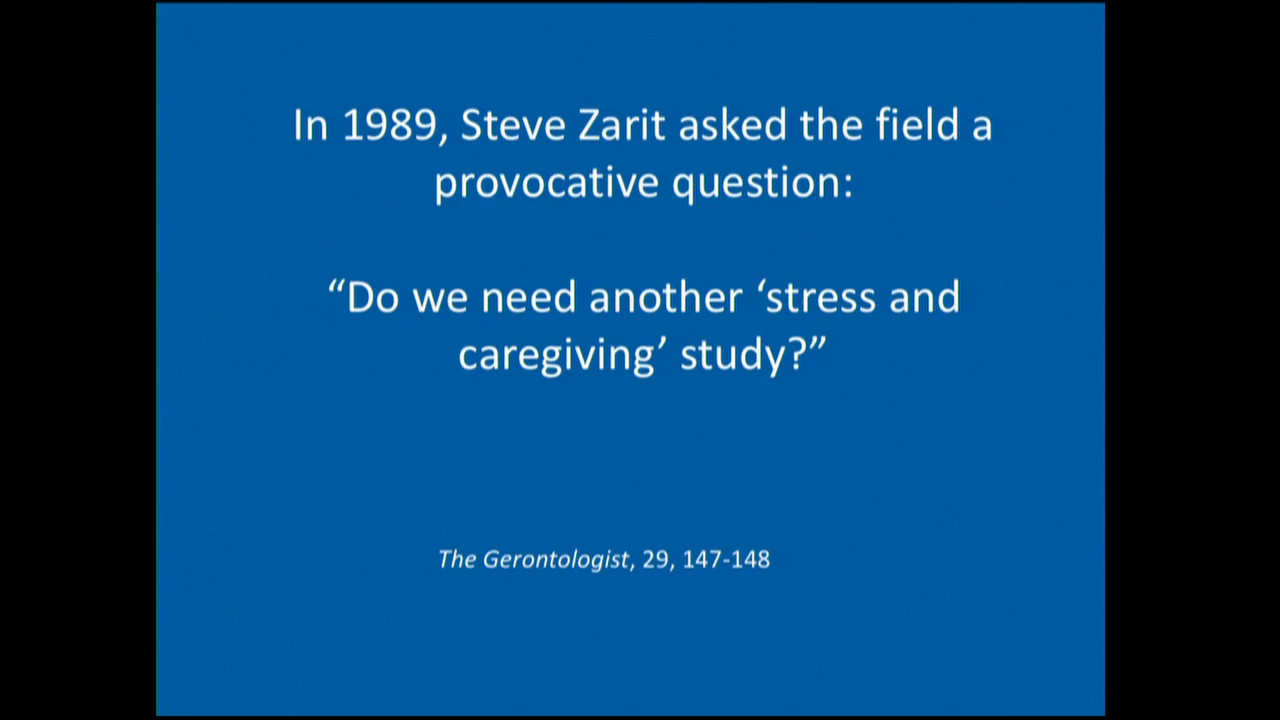 In 1989, Steve Zarit asked the field a
provocative question:
“Do we need another ‘stress and
caregiving’ study?”
The Gerontologist, 29, 147-148